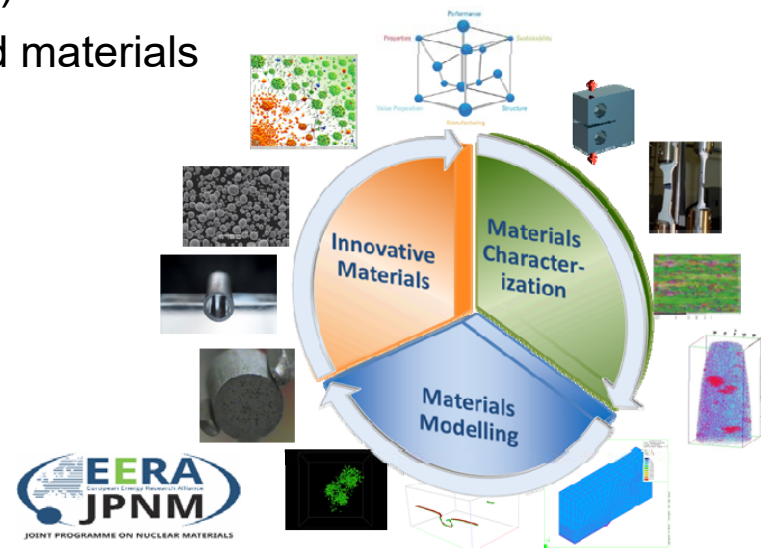 )
d materials
Performance
Properties
Sustainability
Value Proposition
Structure
Manufacturing
Innovative
Materials
Materials
Character-
ization
Materials
Modelling
EERA
European Energy Research Alliance
JPNM
JOINT PROGRAMME ON NUCLEAR MATERIALS